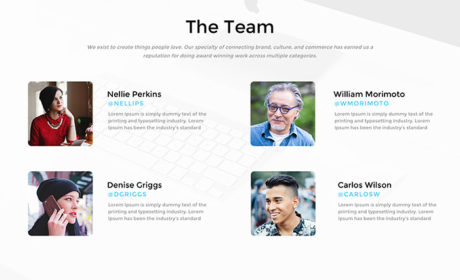 The Team
We exist to create things people love. Our specialty of connecting brand, culture, and commerce has earned us a
reputation for doing award winning work across multiple categories.
Nellie Perkins
@NELLIPS
Lorem Ipsum is simply dummy text of the
printing and typesetting industry. Lorem
Ipsum has been the industry's standard
William Morimoto
@WMORIMOTO
Lorem Ipsum is simply dummy text of the
printing and typesetting industry. Lorem
Ipsum has been the industry's standard
Denise Griggs
@DGRIGGS
Lorem Ipsum is simply dummy text of the
printing and typesetting industry. Lorem
Ipsum has been the industry's standard
Carlos Wilson
@CARLOSW
Lorem Ipsum is simply dummy text of the
printing and typesetting industry. Lorem
Ipsum has been the industry's standard